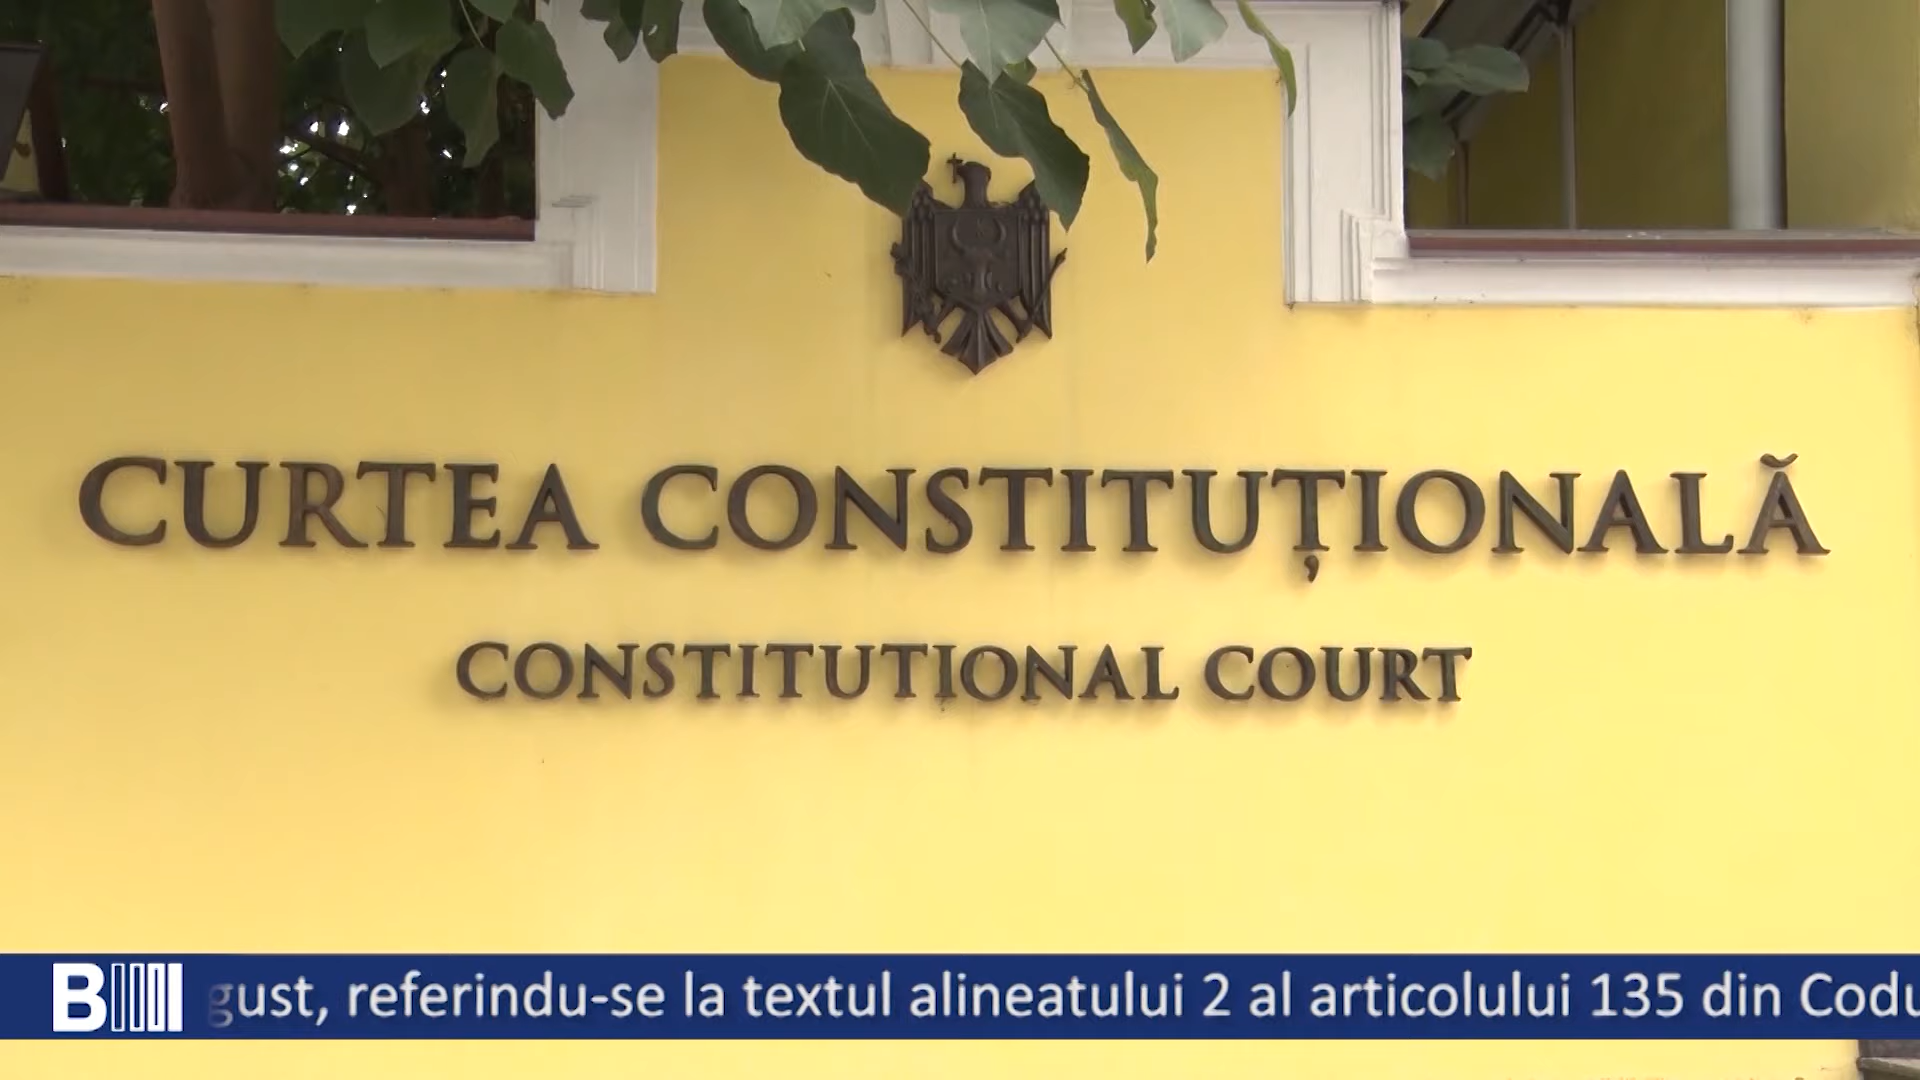 CURTEA CONSTITUȚIONALĂ
CONSTITUTIONAL COURT
B gust, referindu-se la textul alineatului 2 al articolului 135 din Codu